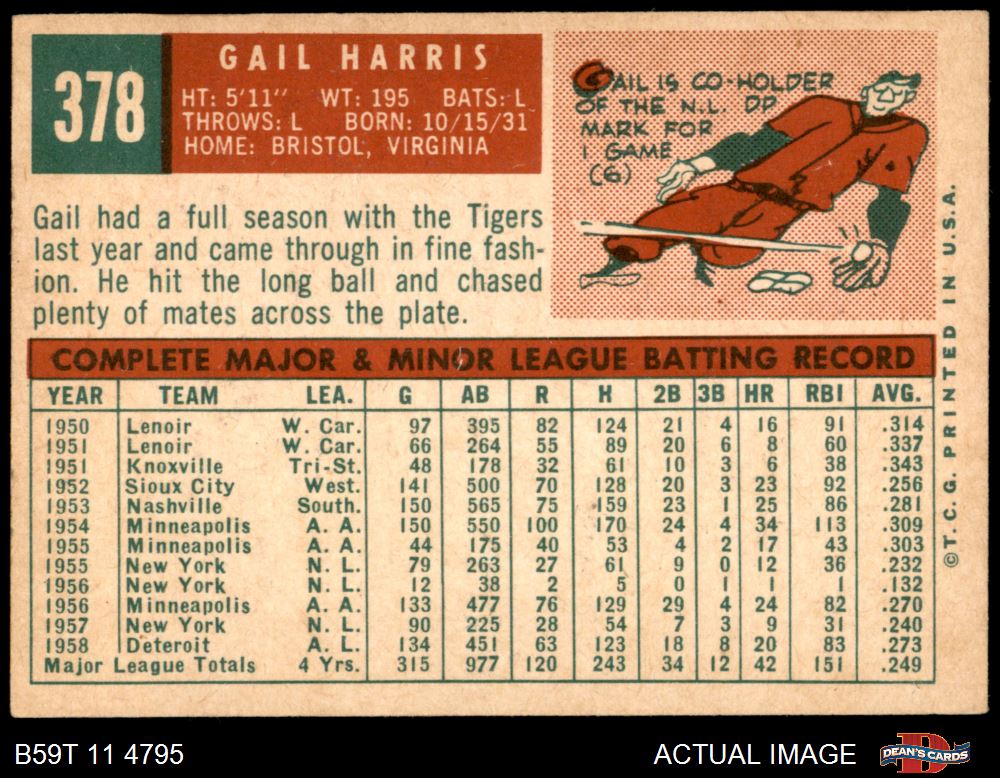 378
GAIL HARRIS
HT: 5'11" WT: 195 BATS: L
THROWS: L BORN: 10/15/31
HOME: BRISTOL, VIRGINIA
GAIL IS CO-HOLDER
OF THE N.L. DP
MARK FOR
1 GAME
(6)
Gail had a full season with the Tigers
last year and came through in fine fash-
ion. He hit the long ball and chased
plenty of mates across the plate.
COMPLETE MAJOR & MINOR LEAGUE BATTING RECORD
YEAR TEAM LEA. G AB R H 2B 3B HR RBI AVG.
1950 Lenoir W. Car. 97 395 82 124 21 4 16 91 .314
1951 Lenoir W. Car. 66 264 55 89 20 6 8 60 .337
1951 Knoxville Tri-St. 48 178 32 61 10 3 6 38 .343
1952 Sioux City West. 141 500 70 128 20 3 23 92 .256
1953 Nashville South. 150 565 75 159 23 1 25 86 .281
1954 Minneapolis A. A. 150 550 100 170 24 4 34 113 .309
1955 Minneapolis A. A. 44 175 40 53 4 2 17 43 .303
1955 New York N. L. 79 263 27 61 9 0 12 36 .232
1956 New York N. L. 12 38 2 5 0 1 1 1 .132
1956 Minneapolis A. A. 133 477 76 129 29 4 24 82 .270
1957 New York N. L. 90 225 28 54 7 3 9 31 .240
1958 Deteroit A. L. 134 451 63 123 18 8 20 83 .273
Major League Totals 4 Yrs. 315 977 120 243 34 12 42 151 .249
©T. C. G. PRINTED IN U.S.A.
B59T 11 4795
ACTUAL IMAGE
D
DEAN'S CARDS